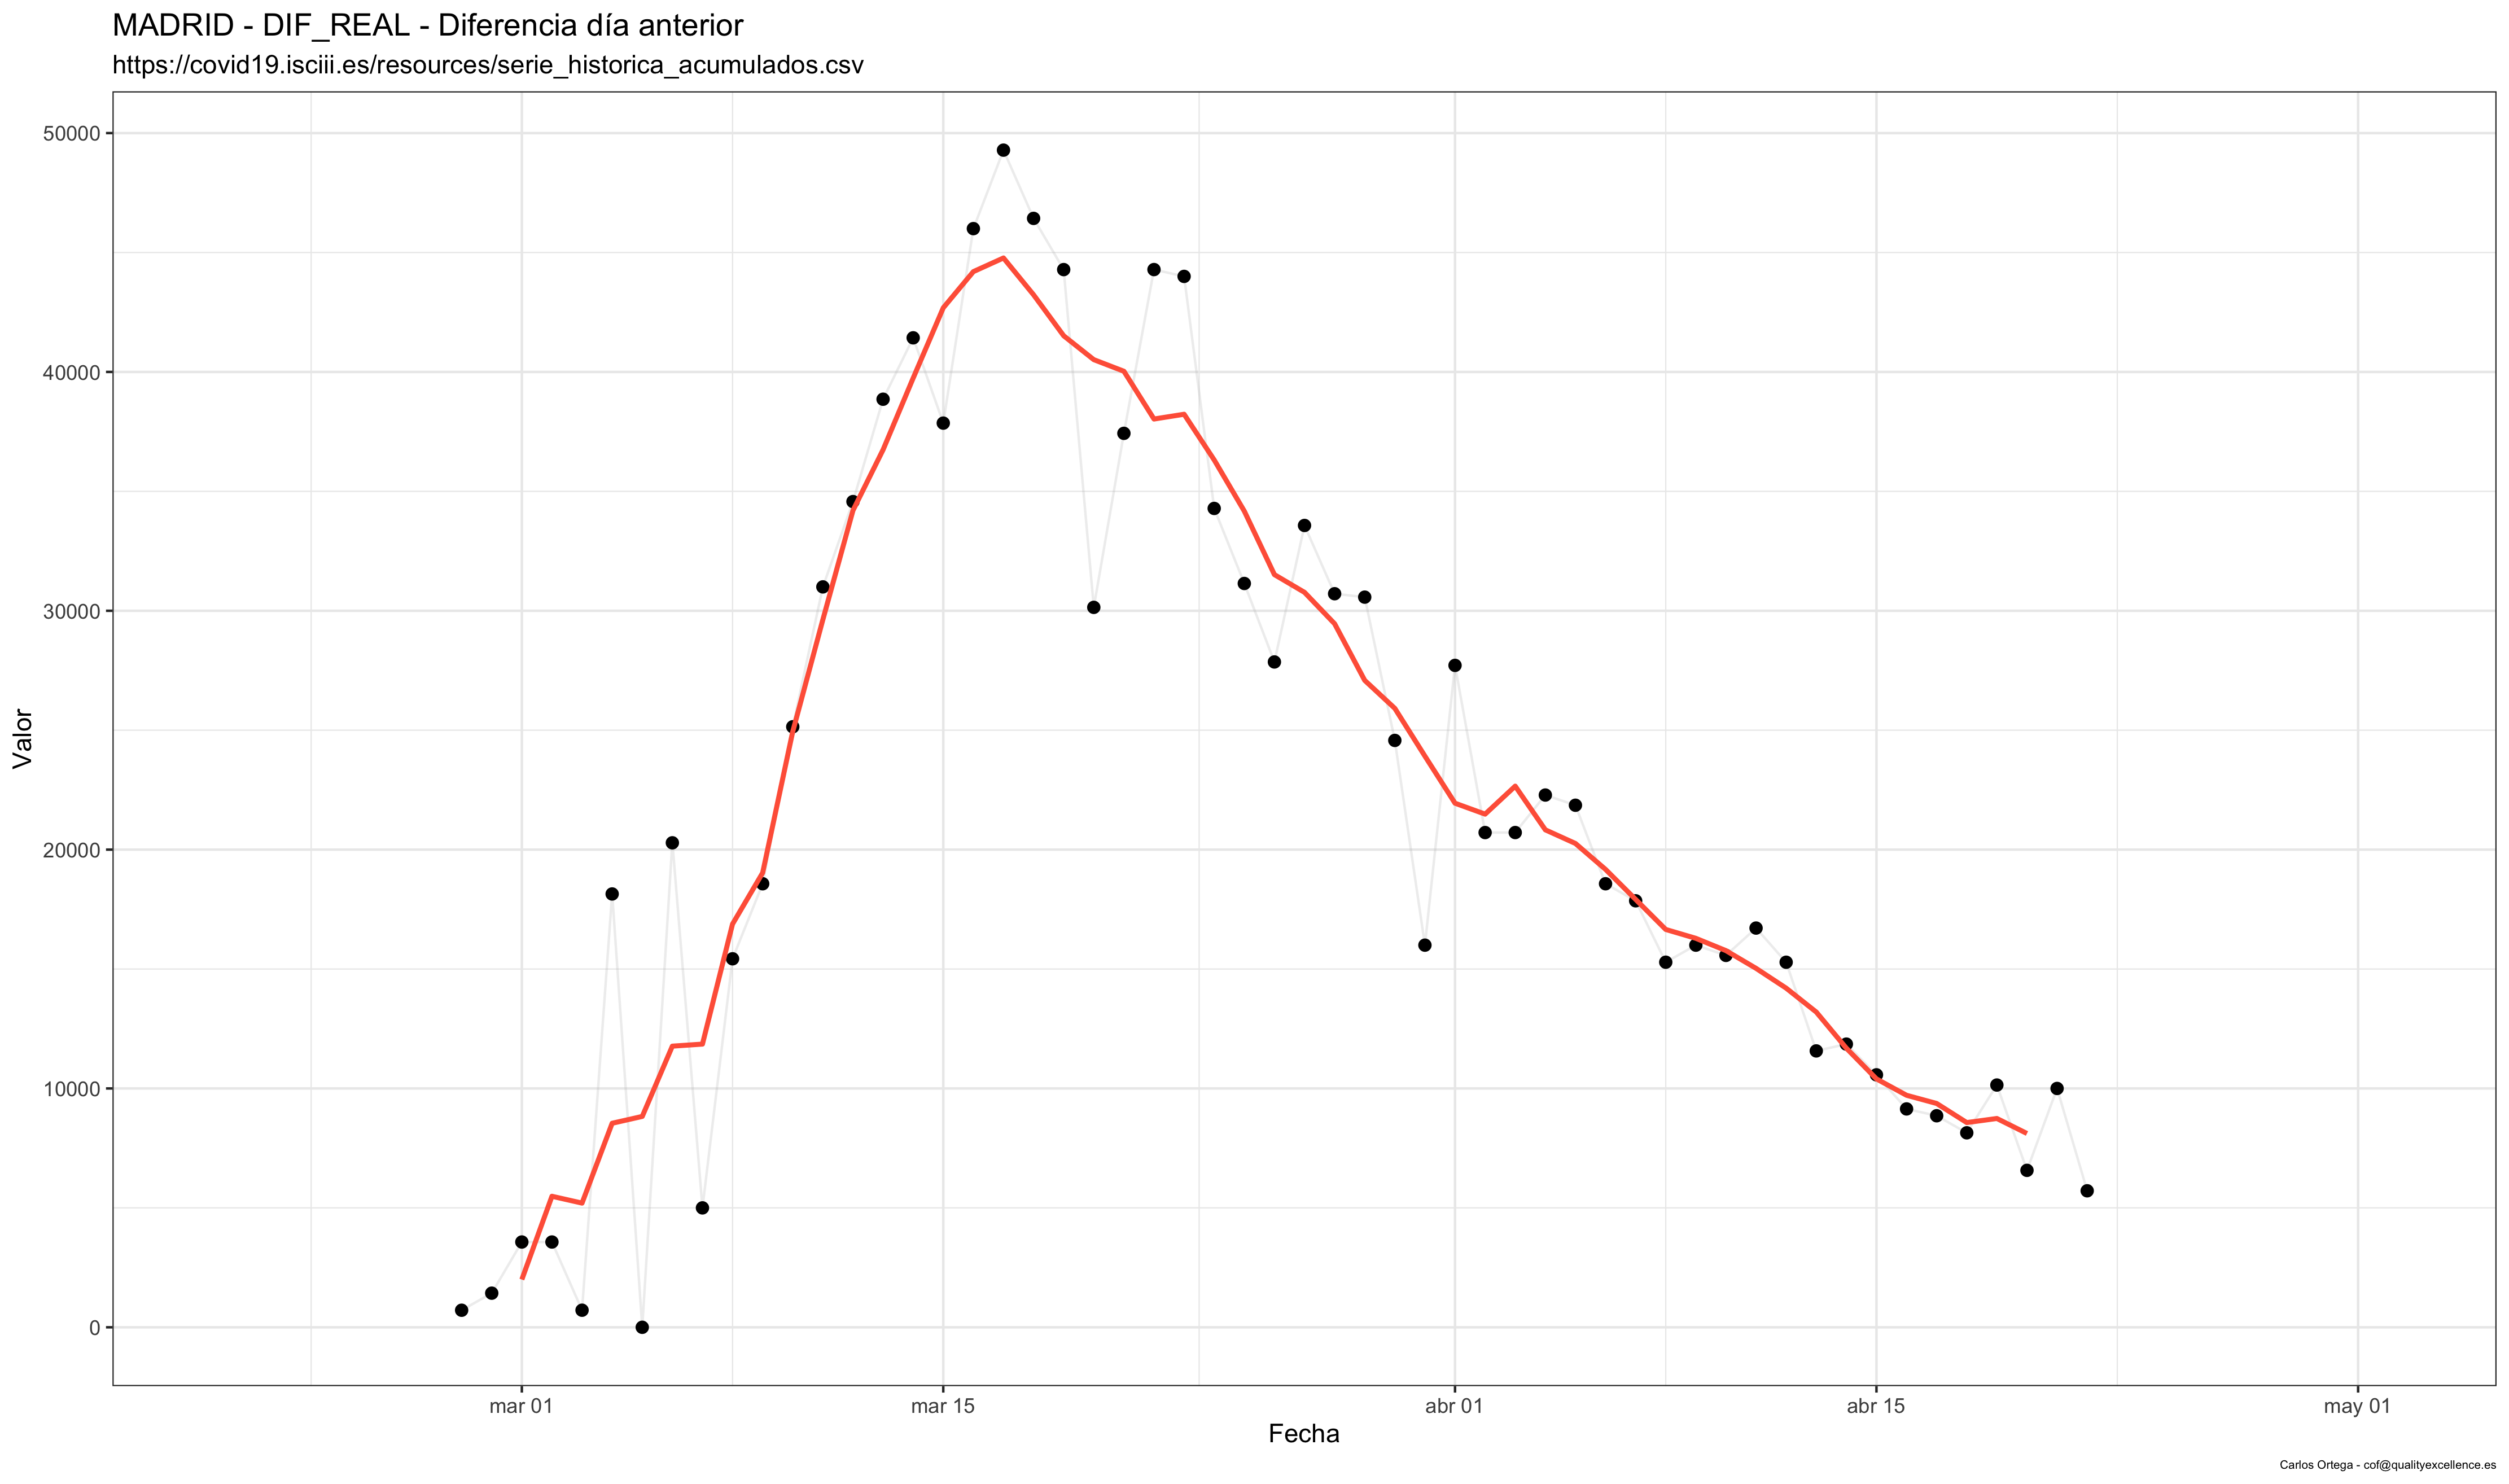 MADRID - DIF_REAL - Diferencia día anterior
https://covid19.isciii.es/resources/serie_historica_acumulados.csv
50000
40000
30000
20000
10000
0
Valor
mar 01
mar 15
abr 01
abr 15
may 01
Fecha
Carlos Ortega - cof@qualityexcellence.es